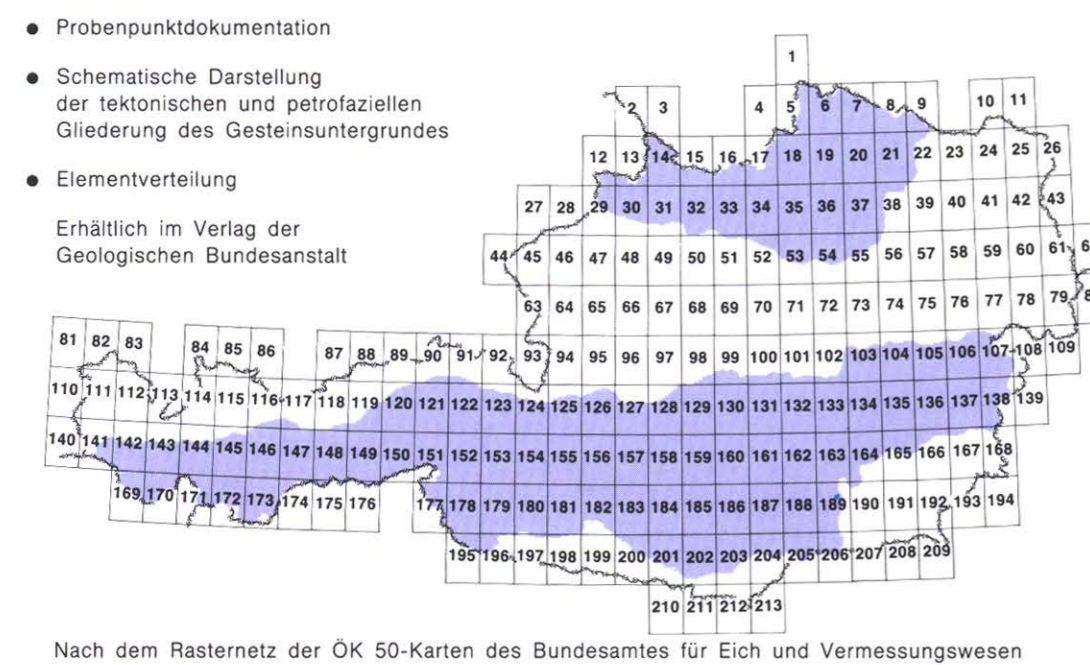 ● Probenpunktdokumentation
● Schematische Darstellung
der tektonischen und petrofaziellen
Gliederung des Gesteinsuntergrundes
● Elementverteilung
Erhältlich im Verlag der
Geologischen Bundesanstalt
1
2 3 4 5 6 7 8 9 10 11
12 13 14 15 16 17 18 19 20 21 22 23 24 25 26
27 28 29 30 31 32 33 34 35 36 37 38 39 40 41 42 43
44 45 46 47 48 49 50 51 52 53 54 55 56 57 58 59 60 61
63 64 65 66 67 68 69 70 71 72 73 74 75 76 77 78 79
81 82 83 84 85 86 87 88 89 90 91 92 93 94 95 96 97 98 99 100 101 102 103 104 105 106 107 108 109
110 111 112 113 114 115 116 117 118 119 120 121 122 123 124 125 126 127 128 129 130 131 132 133 134 135 136 137 138 139
140 141 142 143 144 145 146 147 148 149 150 151 152 153 154 155 156 157 158 159 160 161 162 163 164 165 166 167 168
169 170 171 172 173 174 175 176 177 178 179 180 181 182 183 184 185 186 187 188 189 190 191 192 193 194
195 196 197 198 199 200 201 202 203 204 205 206 207 208 209
210 211 212 213
Nach dem Rasternetz der ÖK 50-Karten des Bundesamtes für Eich und Vermessungswesen